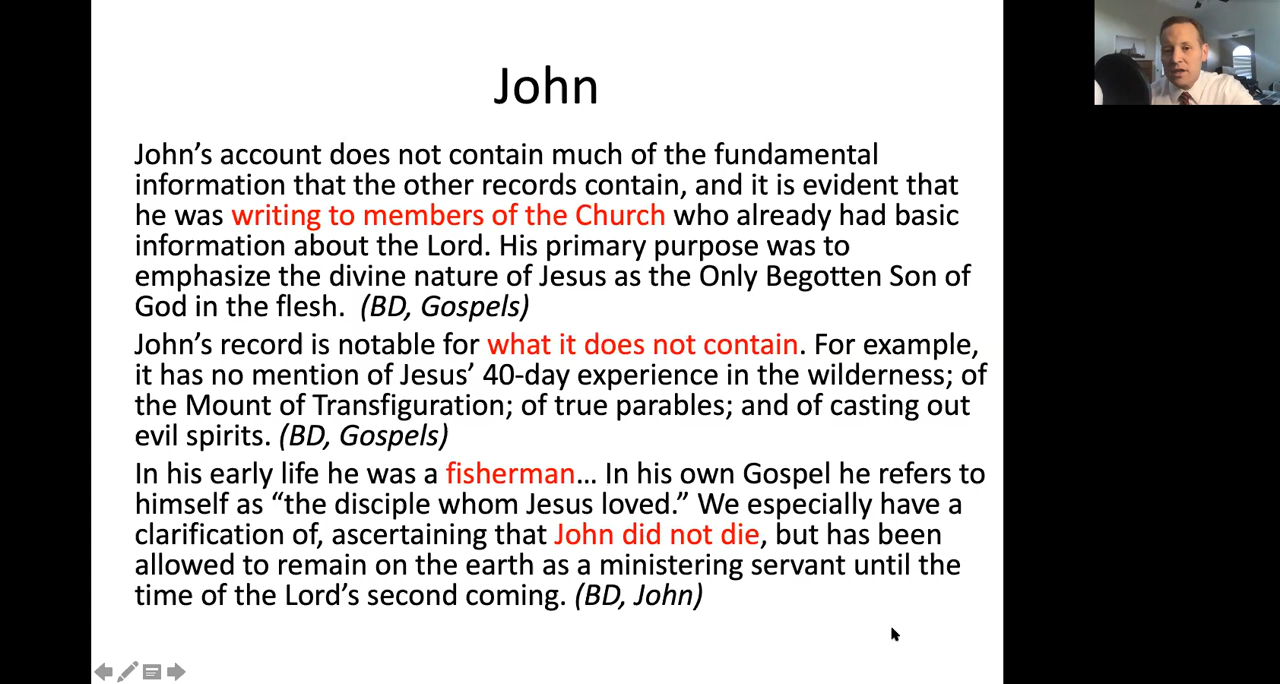 John
John’s account does not contain much of the fundamental
information that the other records contain, and it is evident that
he was writing to members of the Church who already had basic
information about the Lord. His primary purpose was to
emphasize the divine nature of Jesus as the Only Begotten Son of
God in the flesh. (BD, Gospels)
John’s record is notable for what it does not contain. For example,
it has no mention of Jesus’ 40-day experience in the wilderness; of
the Mount of Transfiguration; of true parables; and of casting out
evil spirits. (BD, Gospels)
In his early life he was a fisherman… In his own Gospel he refers to
himself as “the disciple whom Jesus loved.” We especially have a
clarification of, ascertaining that John did not die, but has been
allowed to remain on the earth as a ministering servant until the
time of the Lord’s second coming. (BD, John)